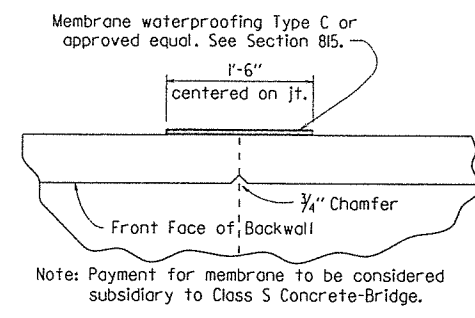 Membrane waterproofing Type C or
approved equal. See Section 815.
1'-6"
centered on jt.
3/4" Chamfer
Front Face of Backwall
Note: Payment for membrane to be considered
subsidiary to Class S Concrete-Bridge.